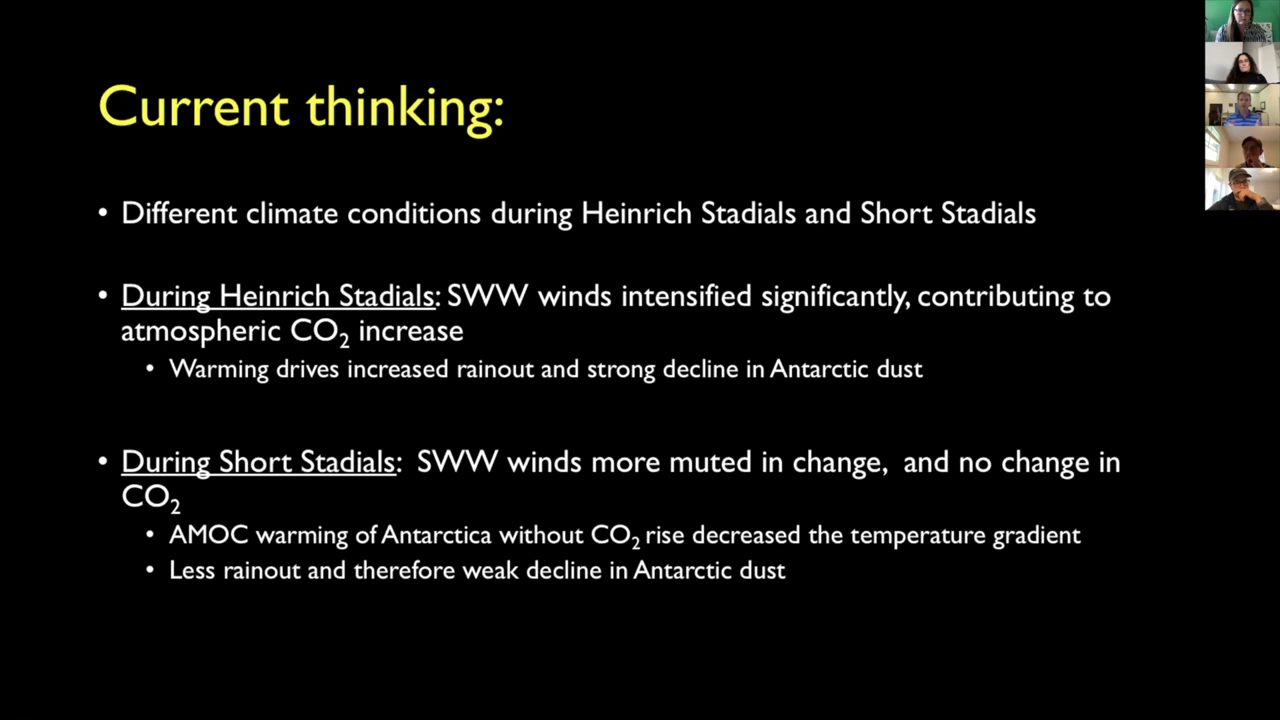 Current thinking:
• Different climate conditions during Heinrich Stadials and Short Stadials
• During Heinrich Stadials: SWW winds intensified significantly, contributing to
atmospheric CO₂ increase
• Warming drives increased rainout and strong decline in Antarctic dust
• During Short Stadials: SWW winds more muted in change, and no change in
CO₂
• AMOC warming of Antarctica without CO₂ rise decreased the temperature gradient
• Less rainout and therefore weak decline in Antarctic dust